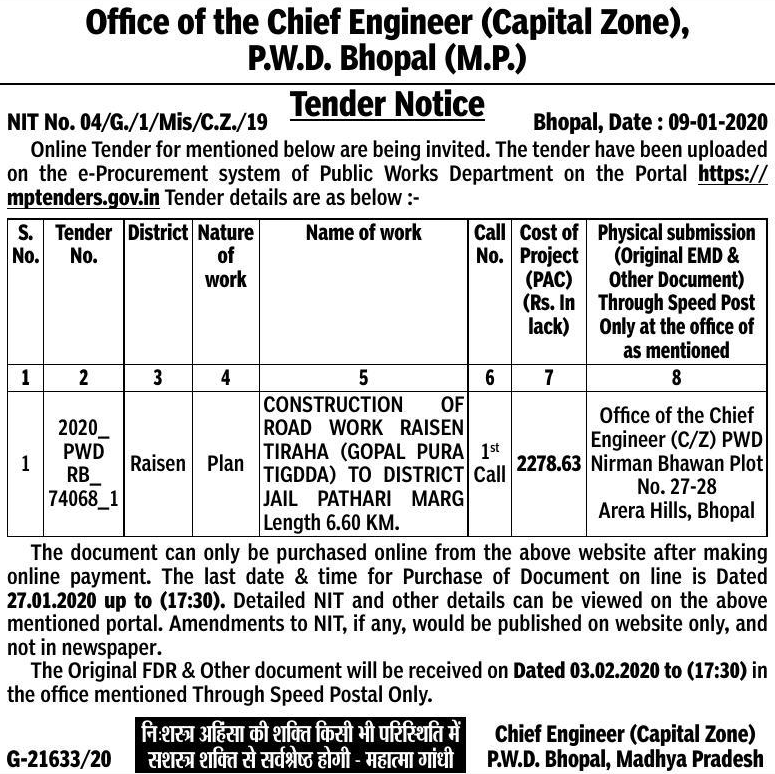 Office of the Chief Engineer (Capital Zone),
P.W.D. Bhopal (M.P.)
Tender Notice
NIT No. 04/G./1/Mis/C.Z./19 Bhopal, Date : 09-01-2020
Online Tender for mentioned below are being invited. The tender have been uploaded
on the e-Procurement system of Public Works Department on the Portal https://
mptenders.gov.in Tender details are as below :-
S. No. Tender No. District Nature of work Name of work Call No. Cost of Project (PAC) (Rs. In lack) Physical submission (Original EMD & Other Document) Through Speed Post Only at the office of as mentioned
1 2 3 4 5 6 7 8
1
2020_
PWD
RB_
74068_1
Raisen
Plan
CONSTRUCTION OF
ROAD WORK RAISEN
TIRAHA (GOPAL PURA
TIGDDA) TO DISTRICT
JAIL PATHARI MARG
Length 6.60 KM.
1st
Call
2278.63
Office of the Chief
Engineer (C/Z) PWD
Nirman Bhawan Plot
No. 27-28
Arera Hills, Bhopal
The document can only be purchased online from the above website after making
online payment. The last date & time for Purchase of Document on line is Dated
27.01.2020 up to (17:30). Detailed NIT and other details can be viewed on the above
mentioned portal. Amendments to NIT, if any, would be published on website only, and
not in newspaper.
The Original FDR & Other document will be received on Dated 03.02.2020 to (17:30) in
the office mentioned Through Speed Postal Only.
G-21633/20
निःशस्त्र अहिंसा की शक्ति किसी भी परिस्थिति में
सशस्त्र शक्ति से सर्वश्रेष्ठ होगी - महात्मा गांधी
Chief Engineer (Capital Zone)
P.W.D. Bhopal, Madhya Pradesh